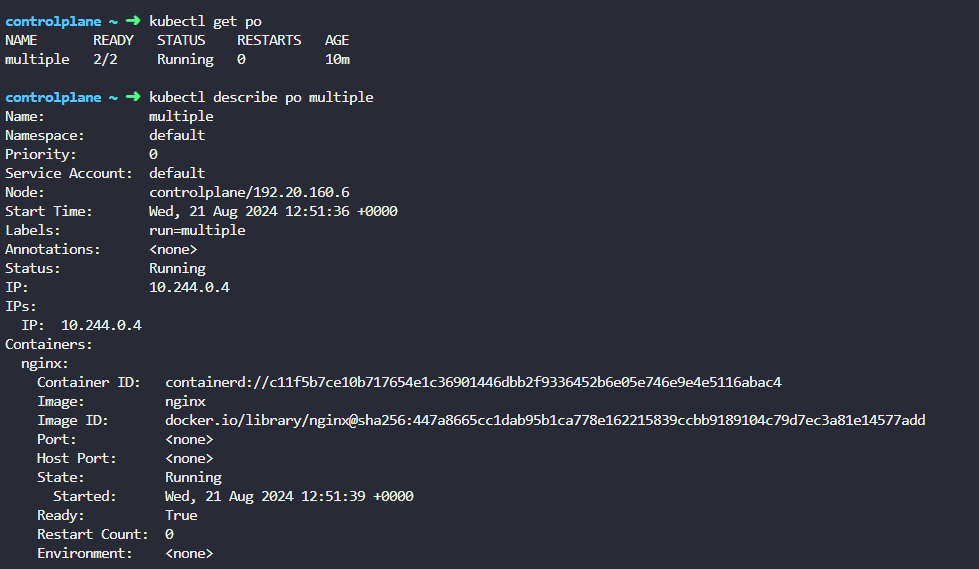 controlplane ~ ➜ kubectl get po
NAME READY STATUS RESTARTS AGE
multiple 2/2 Running 0 10m
controlplane ~ ➜ kubectl describe po multiple
Name: multiple
Namespace: default
Priority: 0
Service Account: default
Node: controlplane/192.20.160.6
Start Time: Wed, 21 Aug 2024 12:51:36 +0000
Labels: run=multiple
Annotations: <none>
Status: Running
IP: 10.244.0.4
IPs:
IP: 10.244.0.4
Containers:
nginx:
Container ID: containerd://c11f5b7ce10b717654e1c36901446dbb2f9336452b6e05e746e9e4e5116abac4
Image: nginx
Image ID: docker.io/library/nginx@sha256:447a8665cc1dab95b1ca778e162215839ccbb9189104c79d7ec3a81e14577add
Port: <none>
Host Port: <none>
State: Running
Started: Wed, 21 Aug 2024 12:51:39 +0000
Ready: True
Restart Count: 0
Environment: <none>